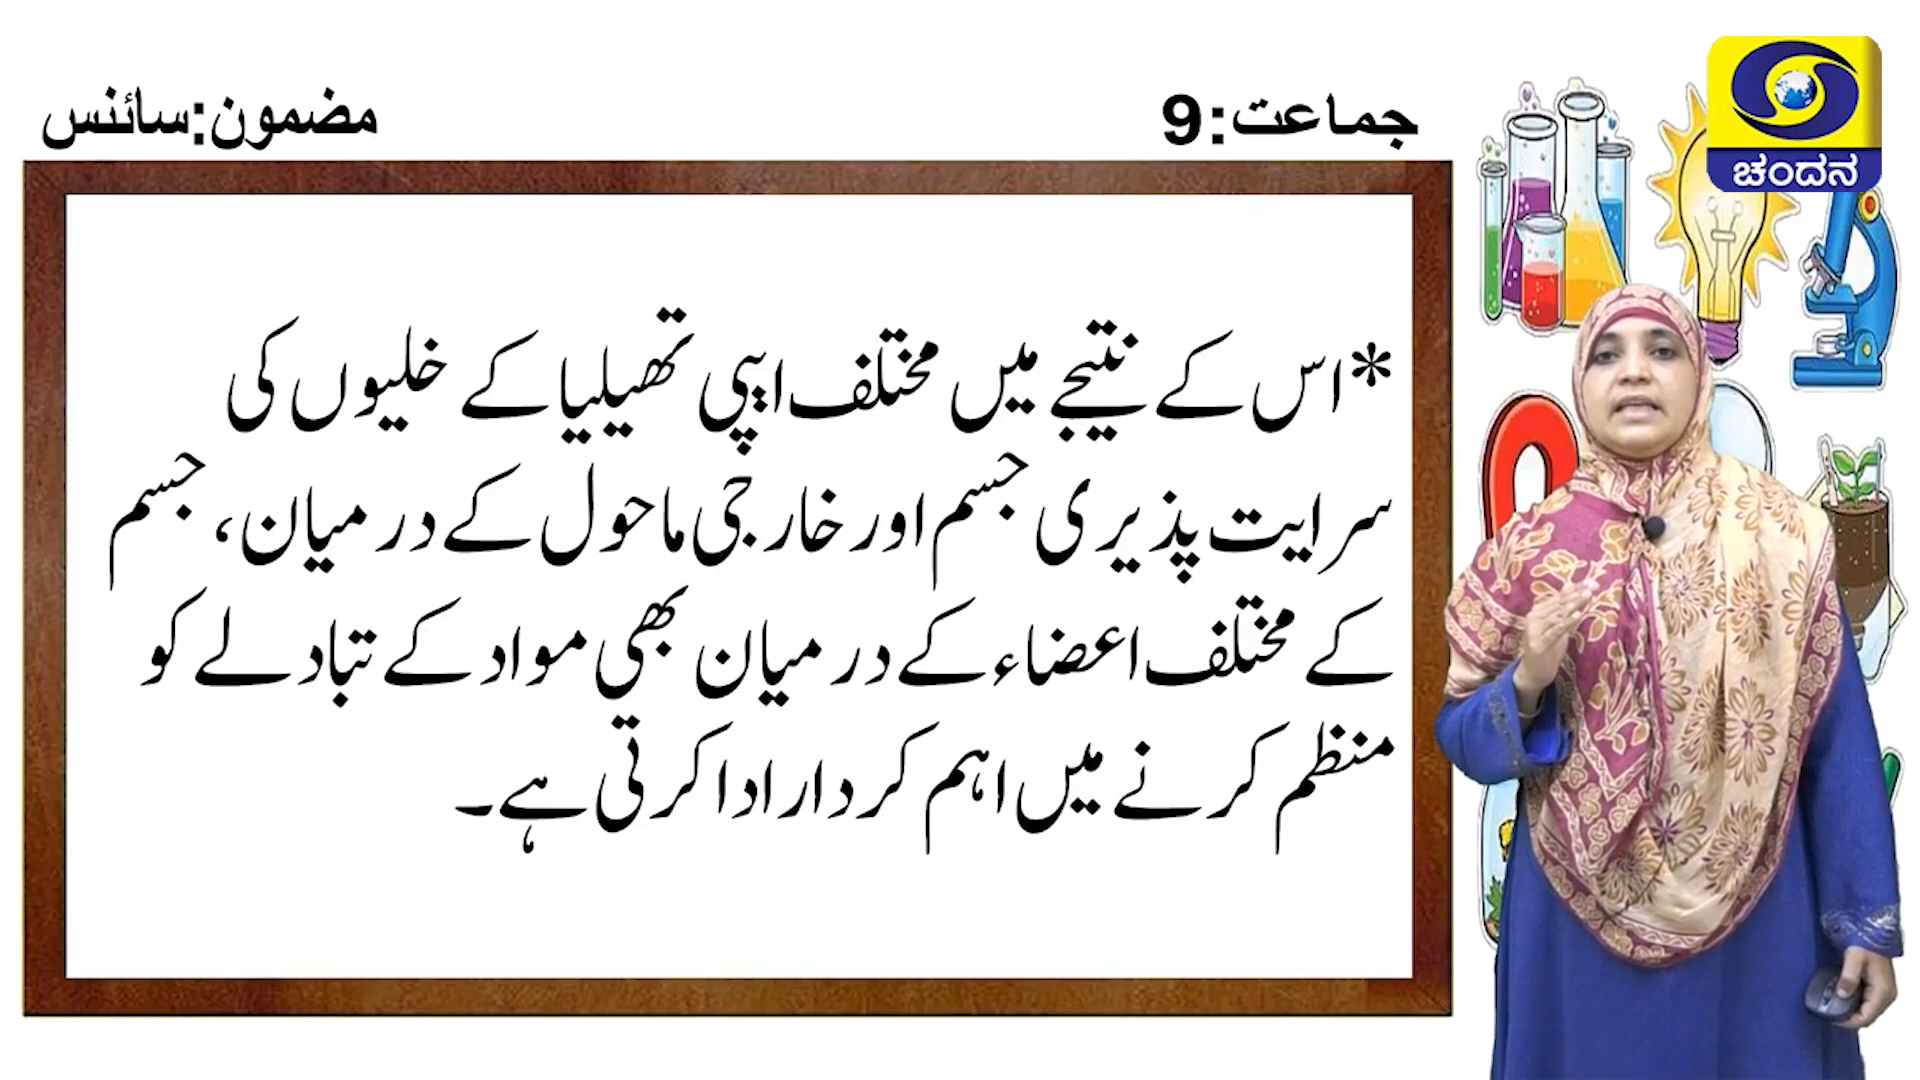 جماعت:9
مضمون:سائنس
ಚಂದನ
*اس کے نتیجے میں مختلف ایپی تھیلیا کے خلیوں کی
سرایت پذیری جسم اور خارجی ماحول کے درمیان، جسم
کے مختلف اعضاء کے درمیان بھی مواد کے تبادلے کو
منظم کرنے میں اہم کردار ادا کرتی ہے۔